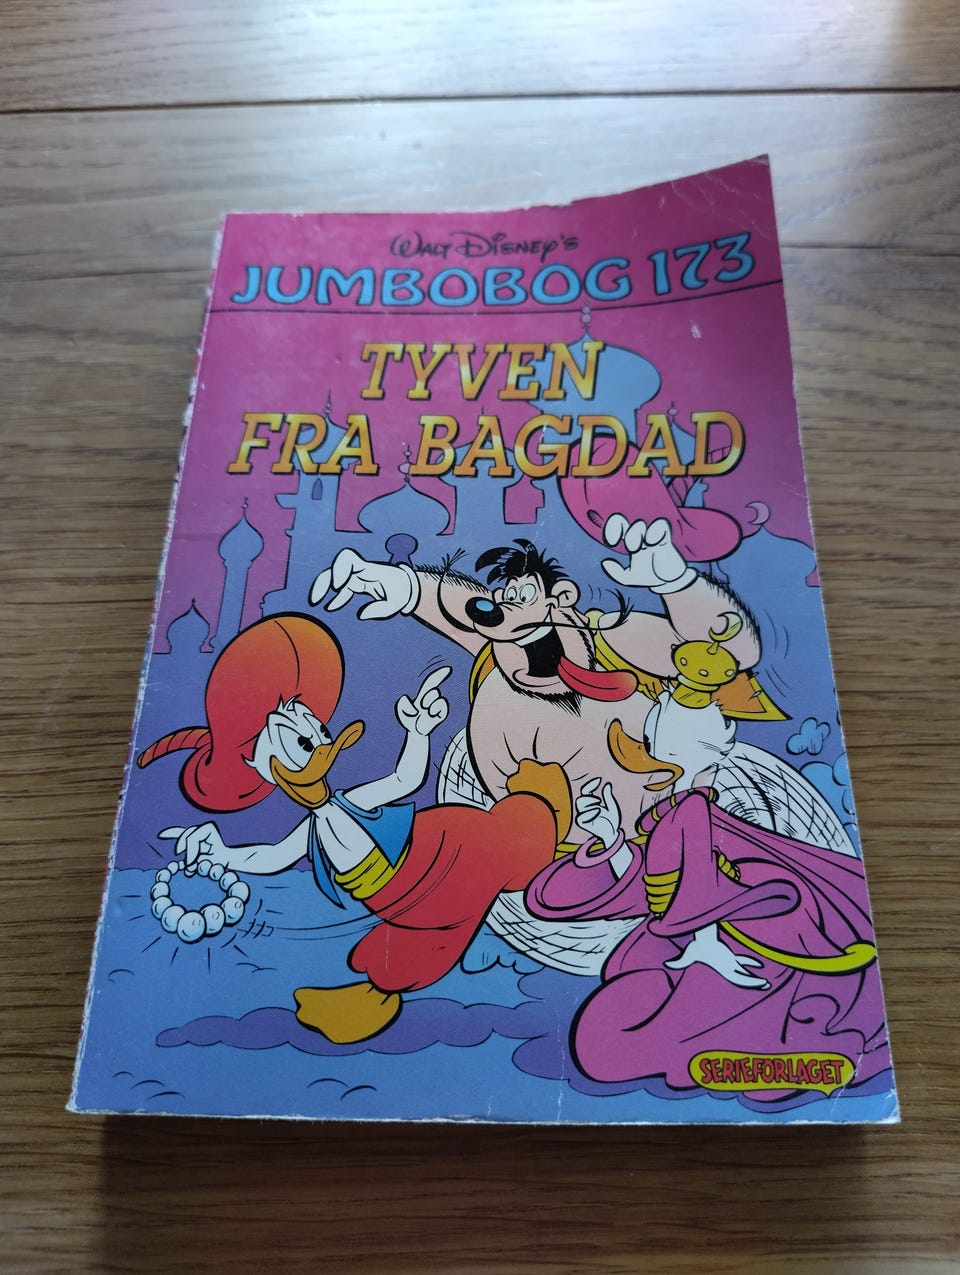 WALT DISNEY'S
JUMBOBOG 173
TYVEN
FRA BAGDAD
SERIEFORLAGET